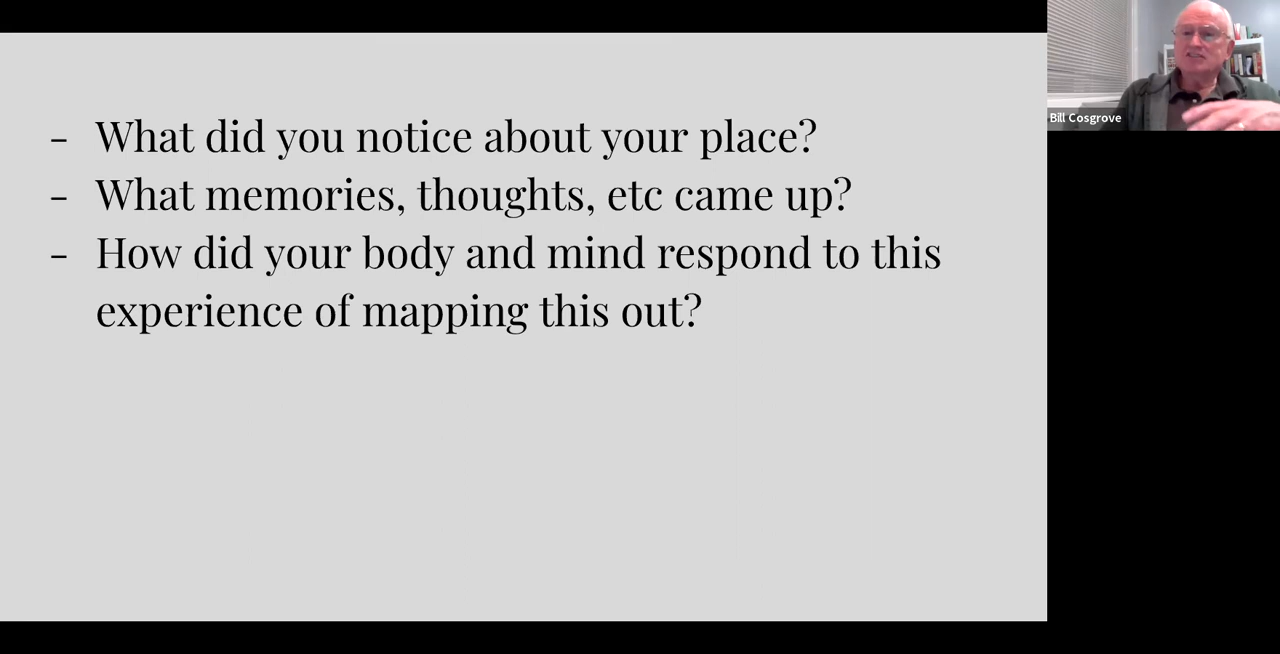 - What did you notice about your place?
- What memories, thoughts, etc came up?
- How did your body and mind respond to this
experience of mapping this out?
Bill Cosgrove